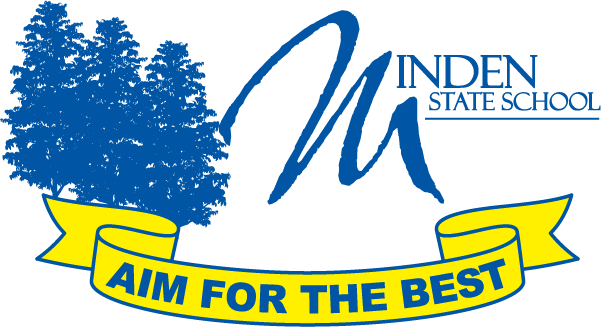 MINDEN
STATE SCHOOL
AIM FOR THE BEST